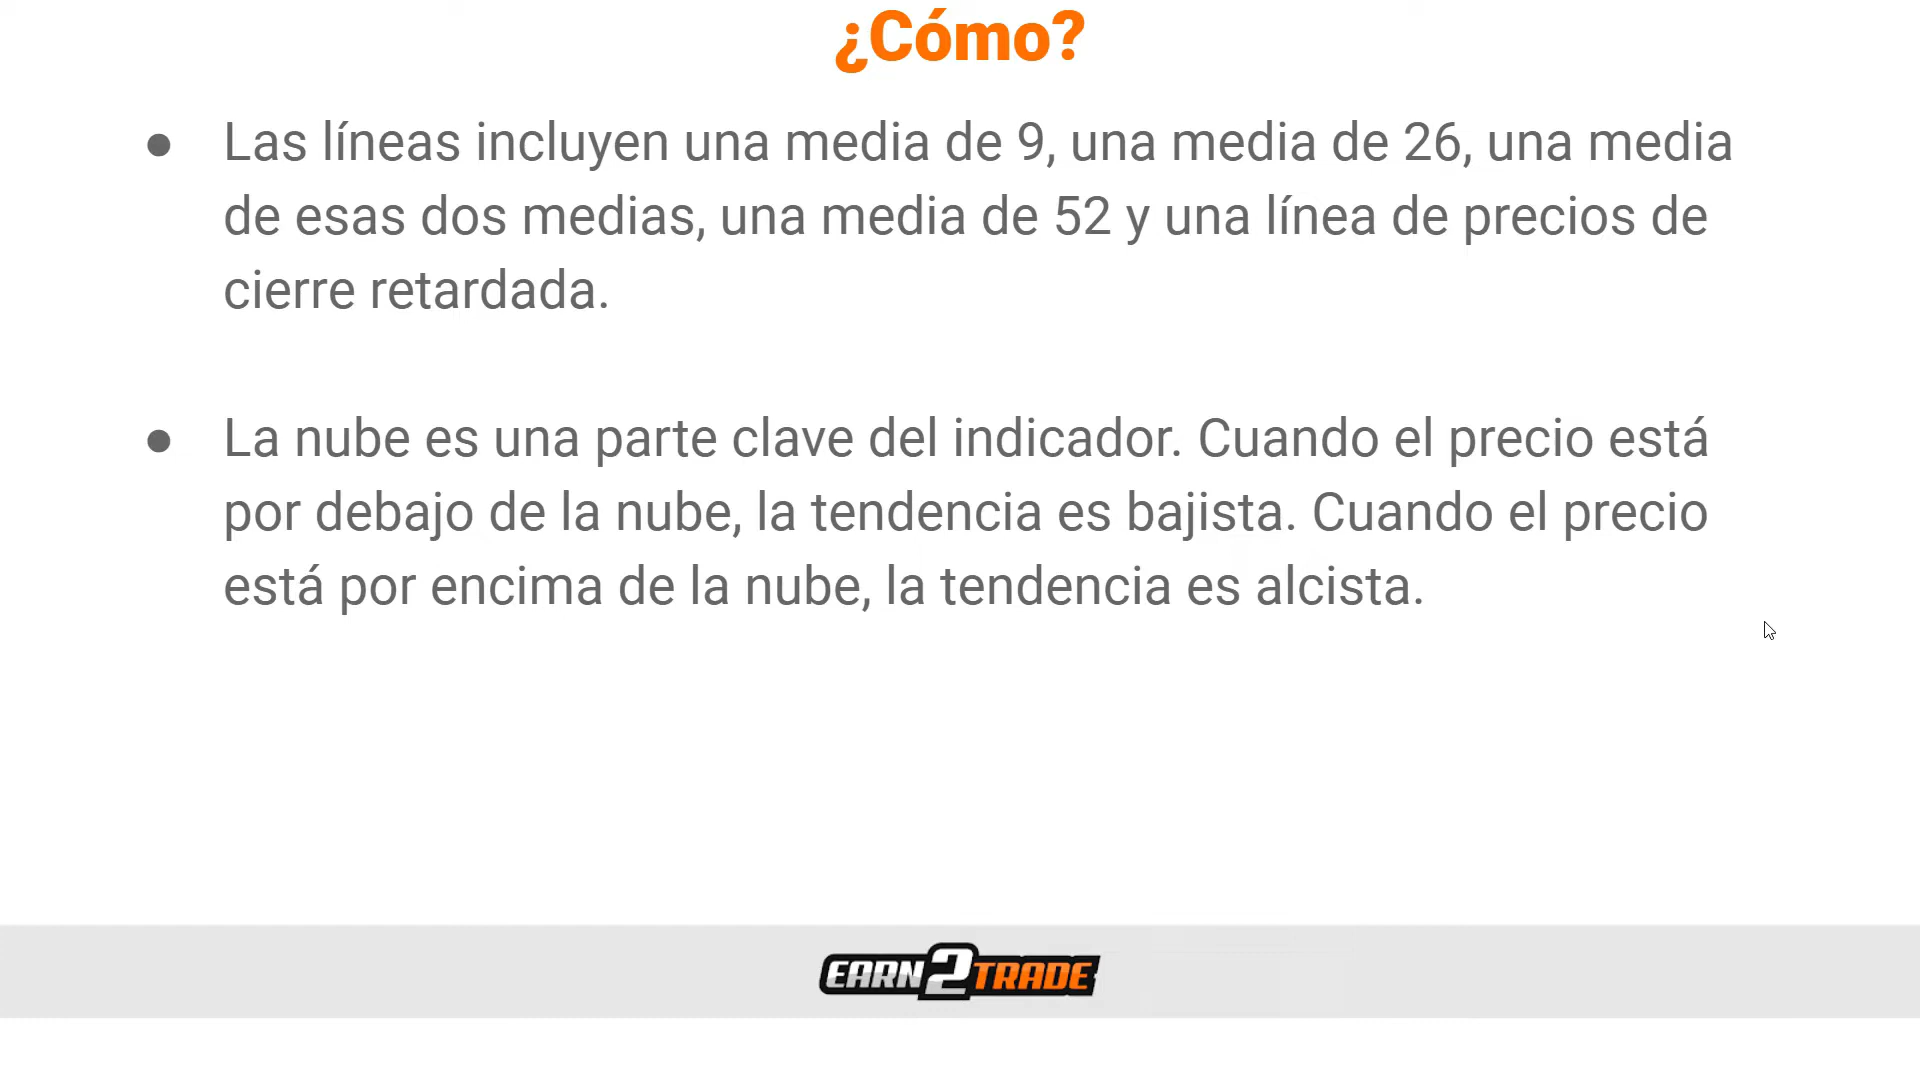 ¿Cómo?
● Las líneas incluyen una media de 9, una media de 26, una media
de esas dos medias, una media de 52 y una línea de precios de
cierre retardada.
● La nube es una parte clave del indicador. Cuando el precio está
por debajo de la nube, la tendencia es bajista. Cuando el precio
está por encima de la nube, la tendencia es alcista.
EARN2TRADE